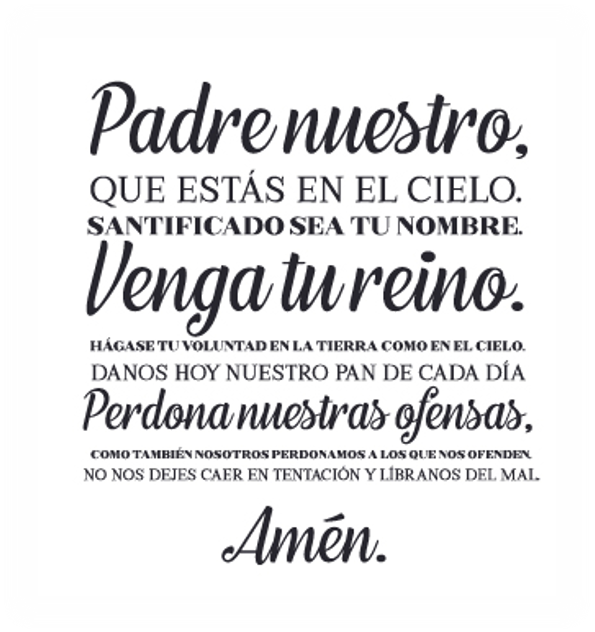 Padre nuestro,
QUE ESTÁS EN EL CIELO.
SANTIFICADO SEA TU NOMBRE.
Venga tu reino.
HÁGASE TU VOLUNTAD EN LA TIERRA COMO EN EL CIELO.
DANOS HOY NUESTRO PAN DE CADA DÍA
Perdona nuestras ofensas,
COMO TAMBIÉN NOSOTROS PERDONAMOS A LOS QUE NOS OFENDEN.
NO NOS DEJES CAER EN TENTACIÓN Y LÍBRANOS DEL MAL.
Amén.